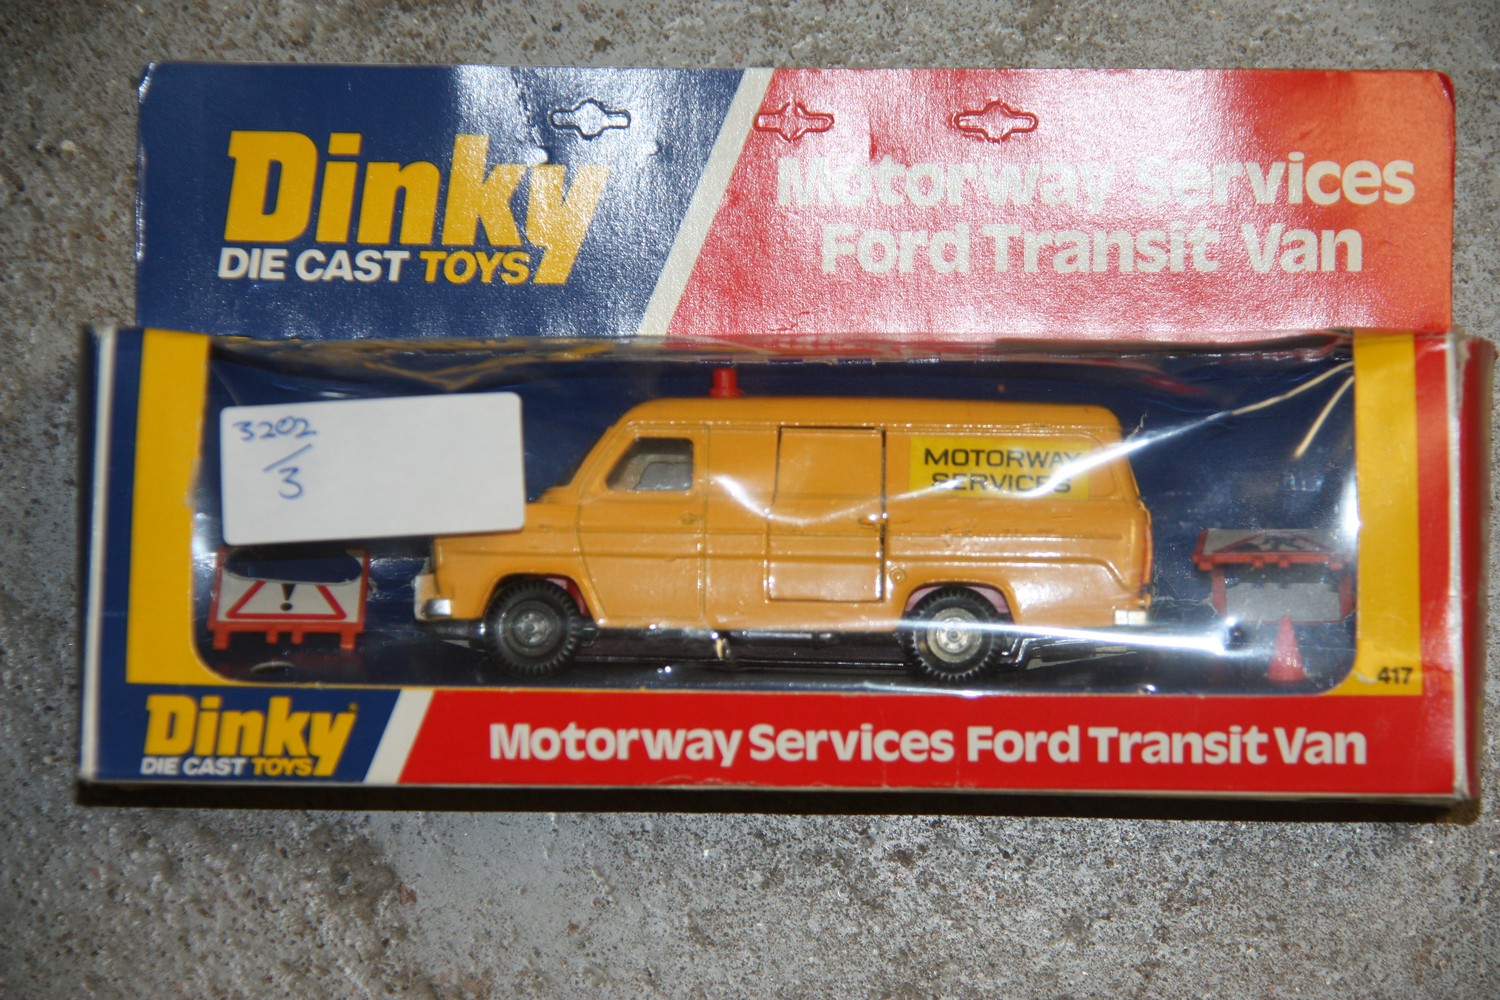 Dinky
DIE CAST TOYS
Motorway Services
Ford Transit Van
3202
/
3
MOTORWAY
SERVICES
!
417
Dinky
DIE CAST TOYS
Motorway Services Ford Transit Van